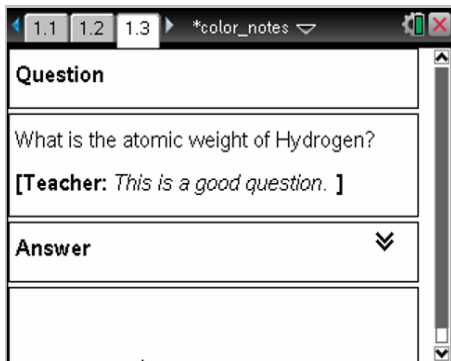 1.1 1.2 1.3 *color_notes
Question
What is the atomic weight of Hydrogen?
[Teacher: This is a good question. ]
Answer